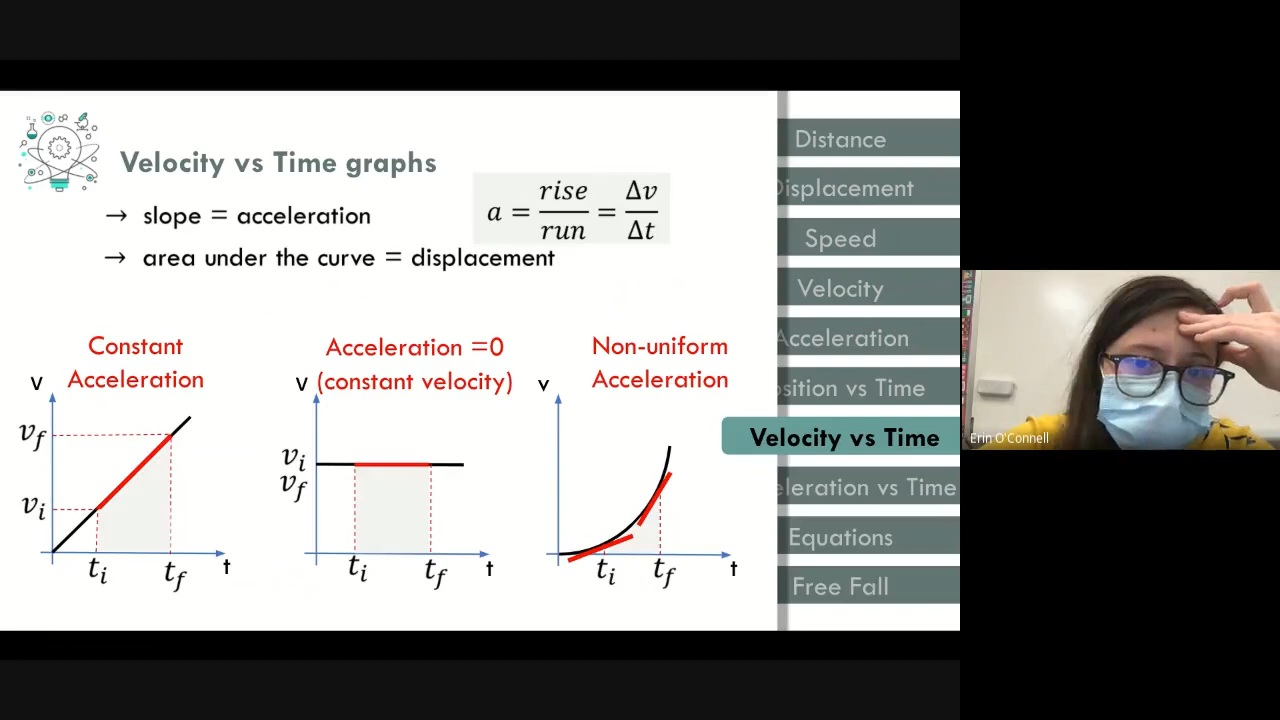 Velocity vs Time graphs
→ slope = acceleration
→ area under the curve = displacement
a = rise/run = Δv/Δt
Constant
Acceleration
v
v_f
v_i
t_i
t_f
t
Acceleration =0
(constant velocity)
v
v_i
v_f
t_i
t_f
t
Non-uniform
Acceleration
v
t_i
t_f
t
Distance
Displacement
Speed
Velocity
Acceleration
osition vs Time
Velocity vs Time
eleration vs Time
Equations
Free Fall
Erin O'Connell